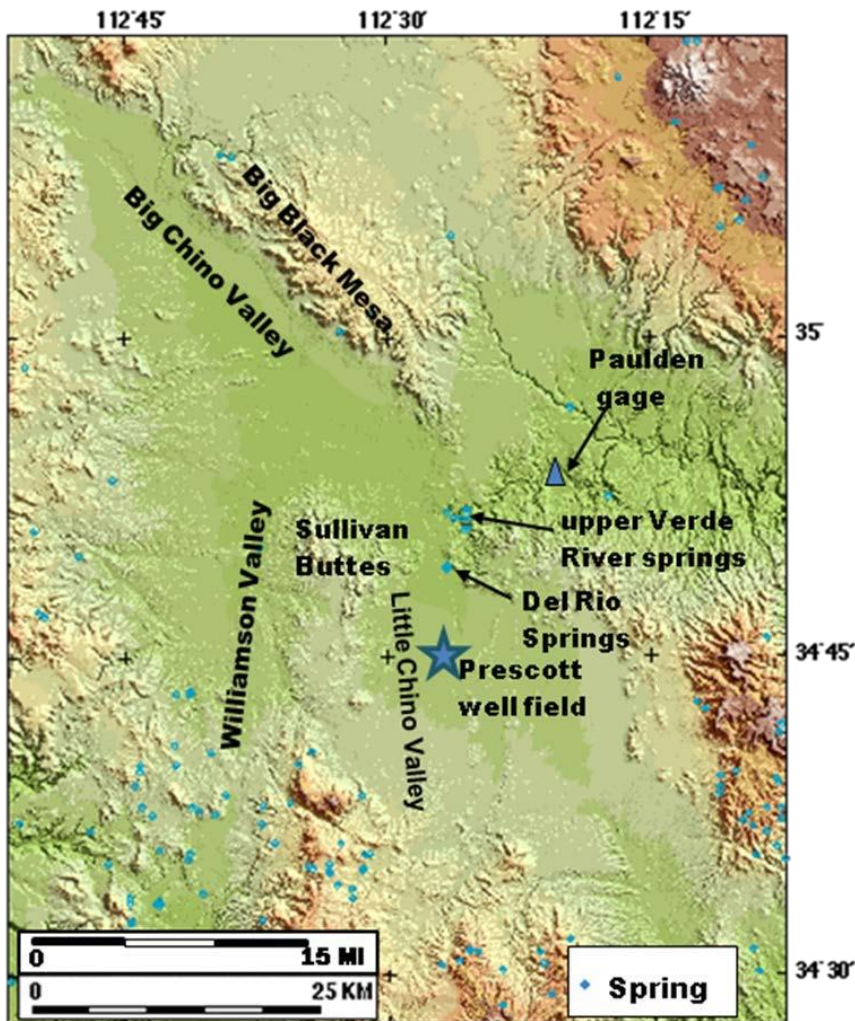 112°45' 112°30' 112°15'
Big Black Mesa
Big Chino Valley
35°
Paulden
gage
upper Verde
River springs
Sullivan
Buttes
Williamson Valley
Del Rio
Springs
Little Chino Valley
34°45'
Prescott
well field
0 15 MI
0 25 KM
Spring
34°30'